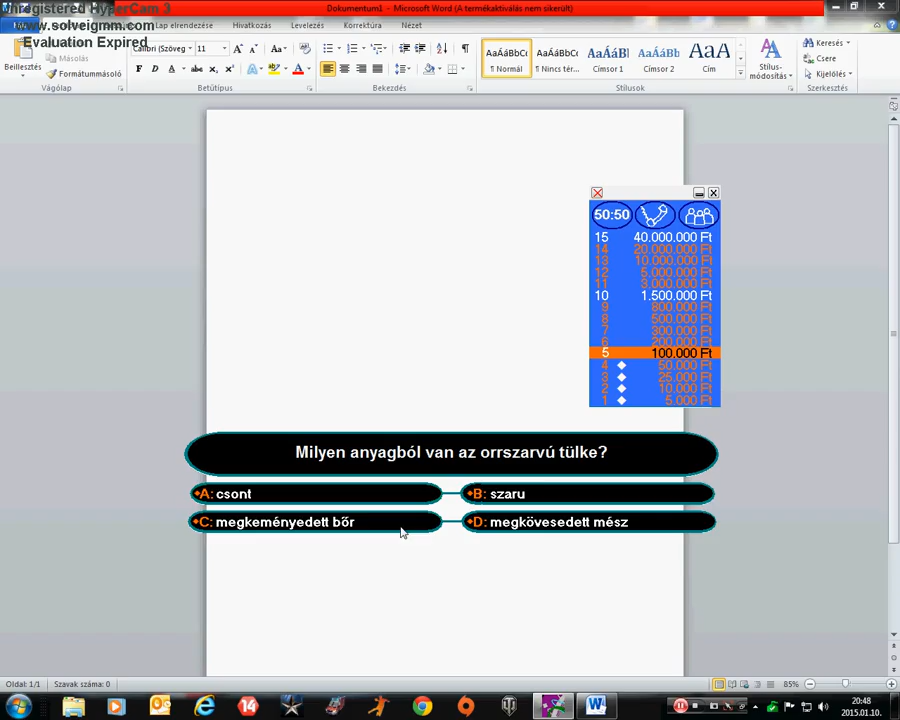 Unregistered HyperCam 3
www.solveigmm.com
Evaluation Expired
Dokumentum1 - Microsoft Word (A termékaktiválás nem sikerült)
Lap elrendezése Hivatkozás Levelezés Korrektúra Nézet
Beillesztés
Másolás
Formátummásoló
Vágólap
Calibri (Szöveg
11
Betűtípus
Bekezdés
AaBbCc
¶ Normál
¶ Nincs tér...
Címsor 1
Címsor 2
Cím
Stílusok
Stílus-
módosítás
Keresés
Csere
Kijelölés
Szerkesztés
50:50
15 40.000.000 Ft
14 20.000.000 Ft
13 10.000.000 Ft
12 5.000.000 Ft
11 3.000.000 Ft
10 1.500.000 Ft
9 800.000 Ft
8 500.000 Ft
7 300.000 Ft
6 200.000 Ft
5 100.000 Ft
4 50.000 Ft
3 25.000 Ft
2 10.000 Ft
1 5.000 Ft
Milyen anyagból van az orrszarvú tülke?
A: csont
B: szaru
C: megkeményedett bőr
D: megkövesedett mész
Oldal: 1/1 Szavak száma: 0
85%
14
HU
20:48
2015.01.10.